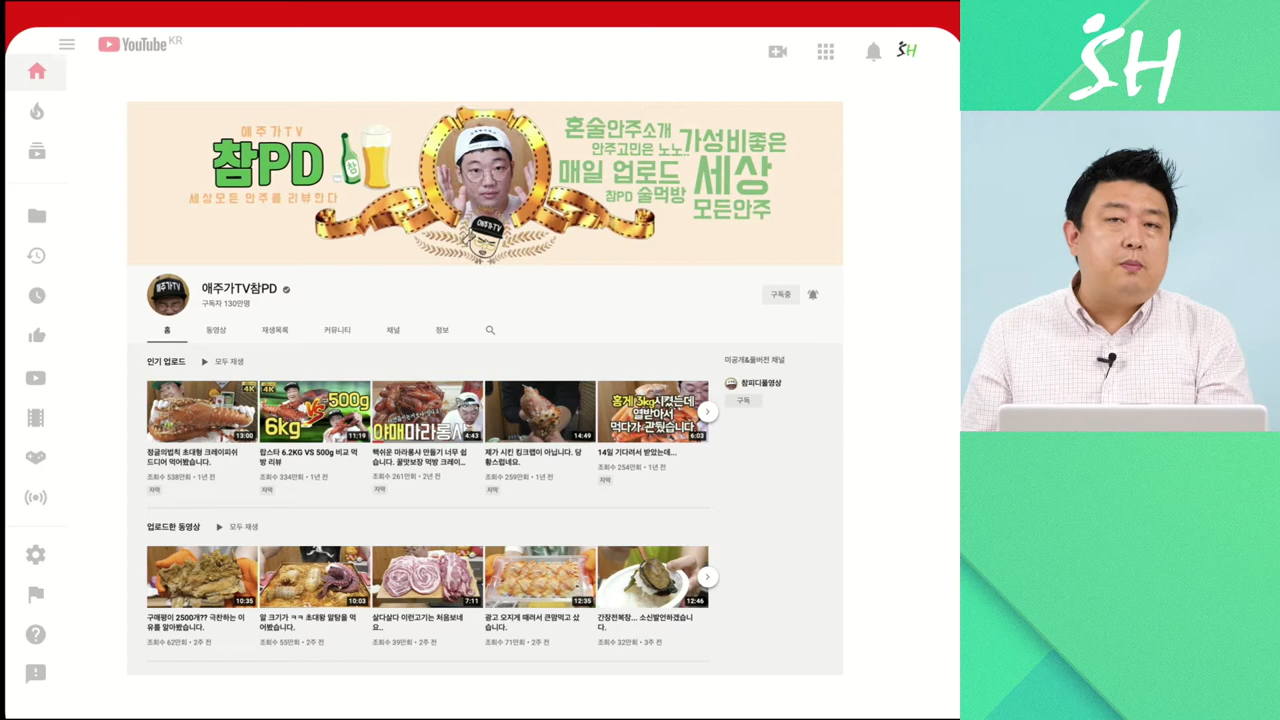 YouTube KR
SH
SH
애주가TV
참PD
세상모든 안주를 리뷰한다
참
애주가TV
혼술안주소개
안주고민은 노노..
매일 업로드
참PD 술먹방
가성비좋은
세상
모든안주
애주가TV
애주가TV참PD
구독자 130만명
구독중
홈
동영상
재생목록
커뮤니티
채널
정보
인기 업로드
모두 재생
미공개&풀버전 채널
참피디풀영상
구독
4K
13:00
4K
6kg
VS
500g
11:19
야매마라롱샤
4:43
14:49
홍게 3kg시켰는데
열받아서
먹다가 관뒀습니다
6:03
정글의법칙 초대형 크레이피쉬
드디어 먹어봤습니다.
조회수 538만회 • 1년 전
자막
랍스타 6.2KG VS 500g 비교 먹
방 리뷰
조회수 334만회 • 1년 전
자막
핵쉬운 마라롱샤 만들기 너무 쉽
습니다. 꿀맛보장 먹방 크레이...
조회수 261만회 • 2년 전
자막
제가 시킨 킹크랩이 아닙니다. 당
황스럽네요.
조회수 259만회 • 1년 전
자막
14일 기다려서 받았는데...
조회수 254만회 • 1년 전
자막
업로드한 동영상
모두 재생
10:35
10:03
7:11
12:35
12:46
구매평이 2500개?? 극찬하는 이
유를 알아봤습니다.
조회수 62만회 • 2주 전
알 크기가 ㅋㅋ 초대왕 알탕을 먹
어봤습니다.
조회수 55만회 • 2주 전
살다살다 이런고기는 처음보네
요..
조회수 39만회 • 2주 전
광고 오지게 때려서 큰맘먹고 샀
습니다.
조회수 71만회 • 2주 전
간장전복장... 소신발언하겠습니
다.
조회수 32만회 • 3주 전